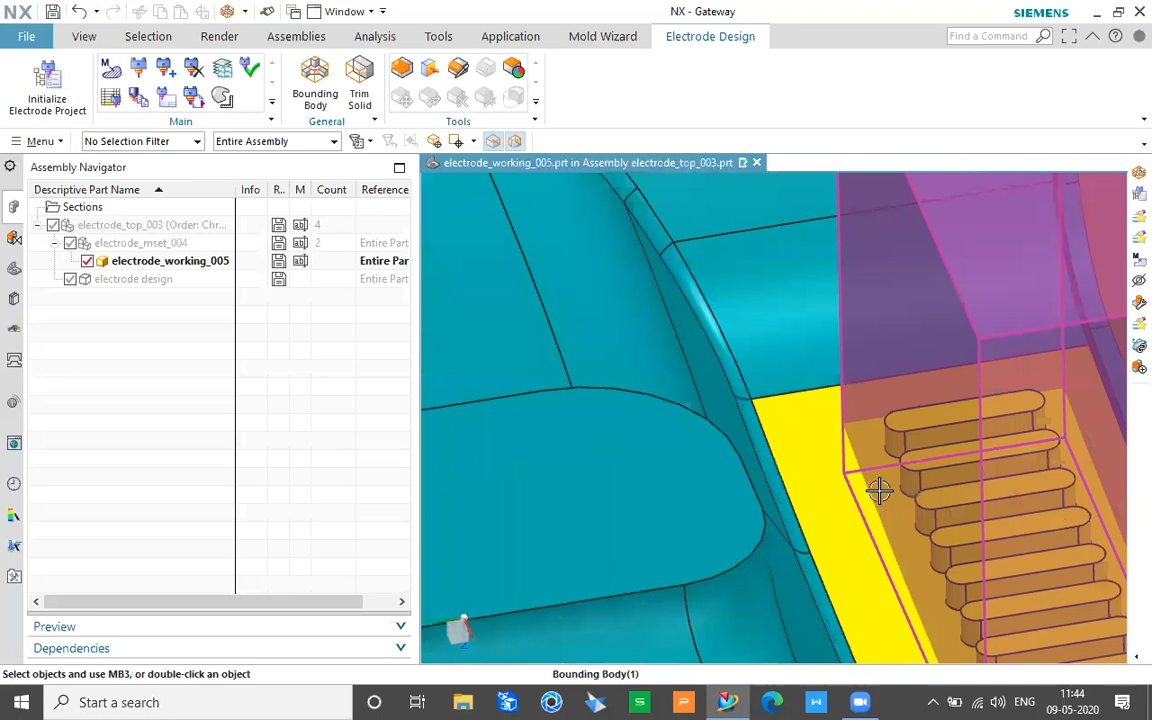 NX
Window
NX - Gateway
SIEMENS
File
View
Selection
Render
Assemblies
Analysis
Tools
Application
Mold Wizard
Electrode Design
Find a Command
Initialize
Electrode Project
Main
Bounding
Body
Trim
Solid
General
Tools
Menu
No Selection Filter
Entire Assembly
Assembly Navigator
electrode_working_005.prt in Assembly electrode_top_003.prt
Descriptive Part Name
Info
R..
M
Count
Reference
Sections
electrode_top_003 (Order: Chr...
4
electrode_mset_004
2
Entire Part
electrode_working_005
Entire Par
electrode design
Entire Part
Preview
Dependencies
Select objects and use MB3, or double-click an object
Bounding Body(1)
Start a search
ENG
11:44
09-05-2020